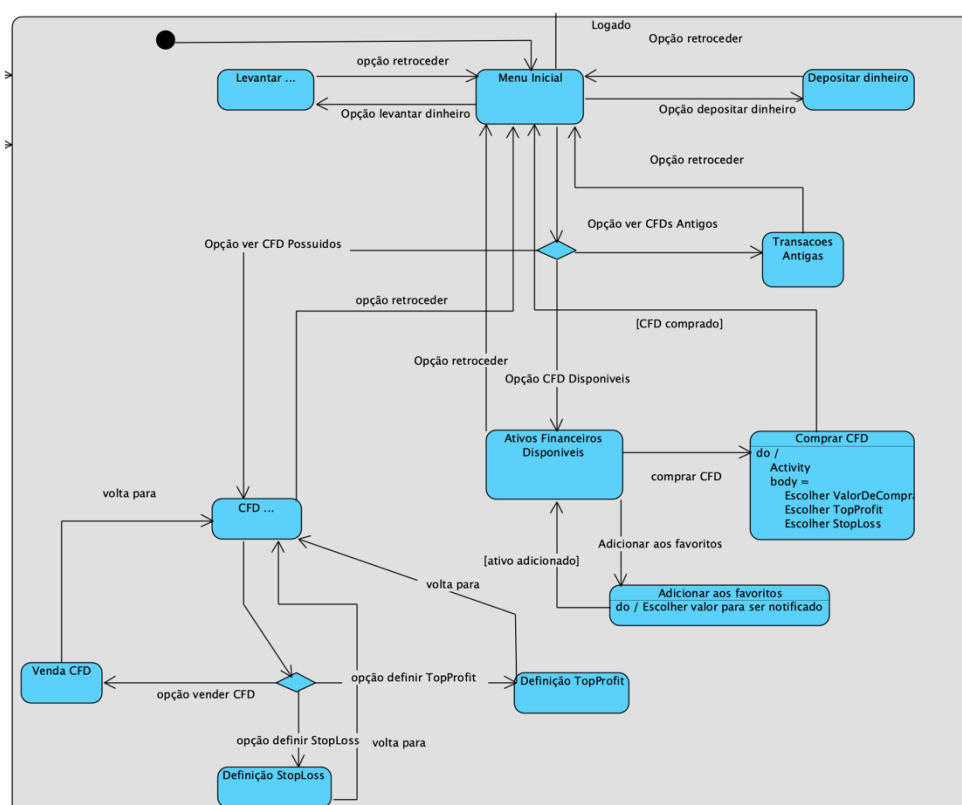 Logado
Opção retroceder
opção retroceder
Levantar ...
Menu Inicial
Depositar dinheiro
Opção levantar dinheiro
Opção depositar dinheiro
Opção retroceder
Opção ver CFDs Antigos
Opção ver CFD Possuidos
Transacoes
Antigas
opção retroceder
[CFD comprado]
Opção retroceder
Opção CFD Disponiveis
Ativos Financeiros
Disponiveis
Comprar CFD
do /
Activity
body =
Escolher ValorDeCompra
Escolher TopProfit
Escolher StopLoss
comprar CFD
volta para
CFD ...
Adicionar aos favoritos
[ativo adicionado]
volta para
Adicionar aos favoritos
do / Escolher valor para ser notificado
Venda CFD
opção vender CFD
opção definir TopProfit
Definição TopProfit
opção definir StopLoss
volta para
Definição StopLoss